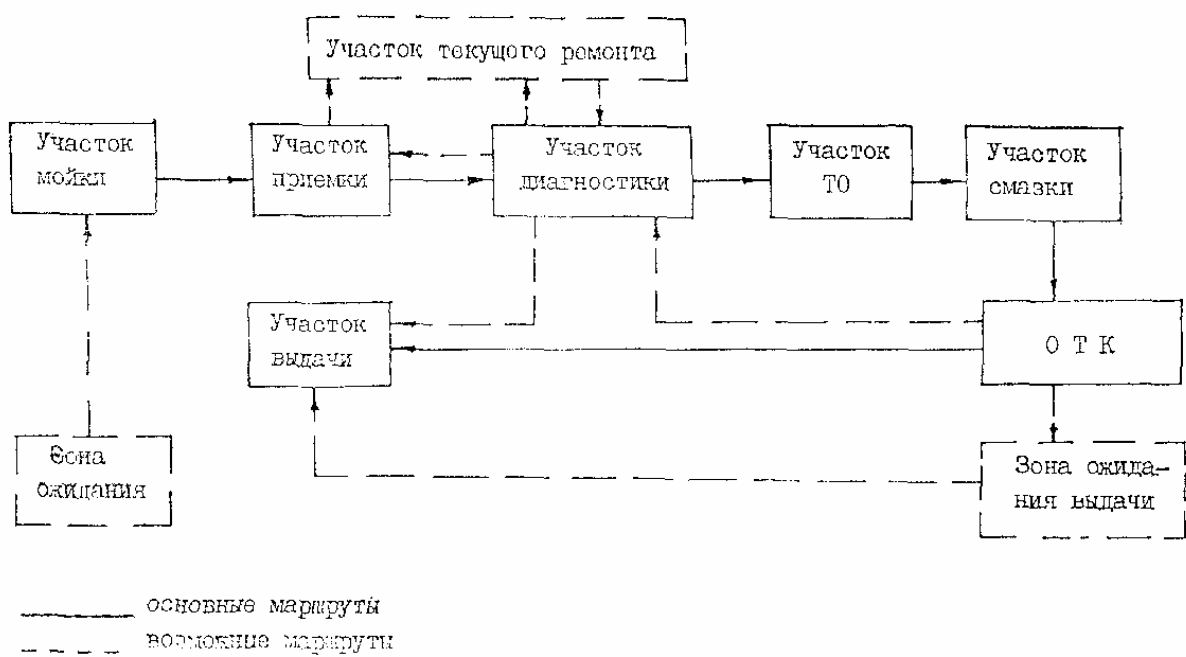 Участок текущего ремонта
Участок
мойки
Участок
приемки
Участок
диагностики
Участок
ТО
Участок
смазки
Участок
выдачи
О Т К
Зона
ожидания
Зона ожида-
ния выдачи
основные маршруты
возможные маршруты